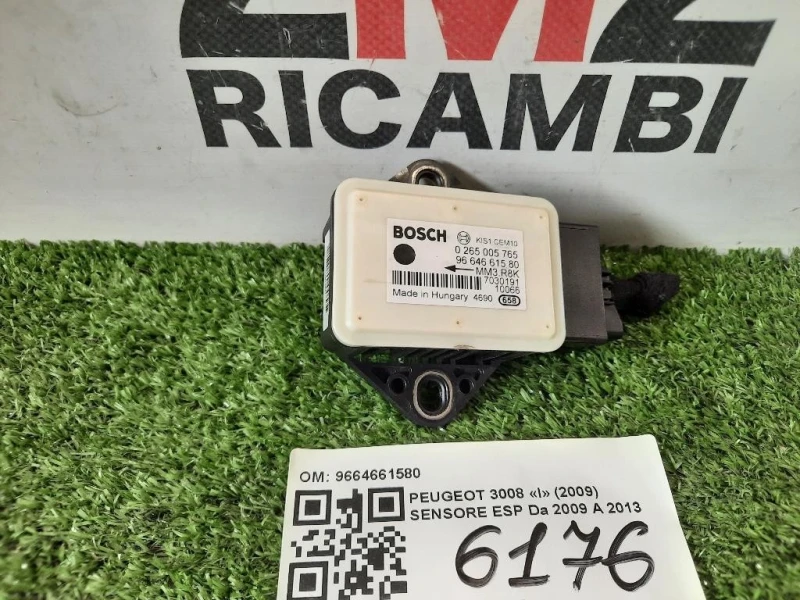 RICAMBI
BOSCH KIS1 CEM10
0 265 005 765
96 646 615 80
MM3.R8K
7030191
10066
Made in Hungary 4690 658
OM: 9664661580
PEUGEOT 3008 «I» (2009)
SENSORE ESP Da 2009 A 2013
6176